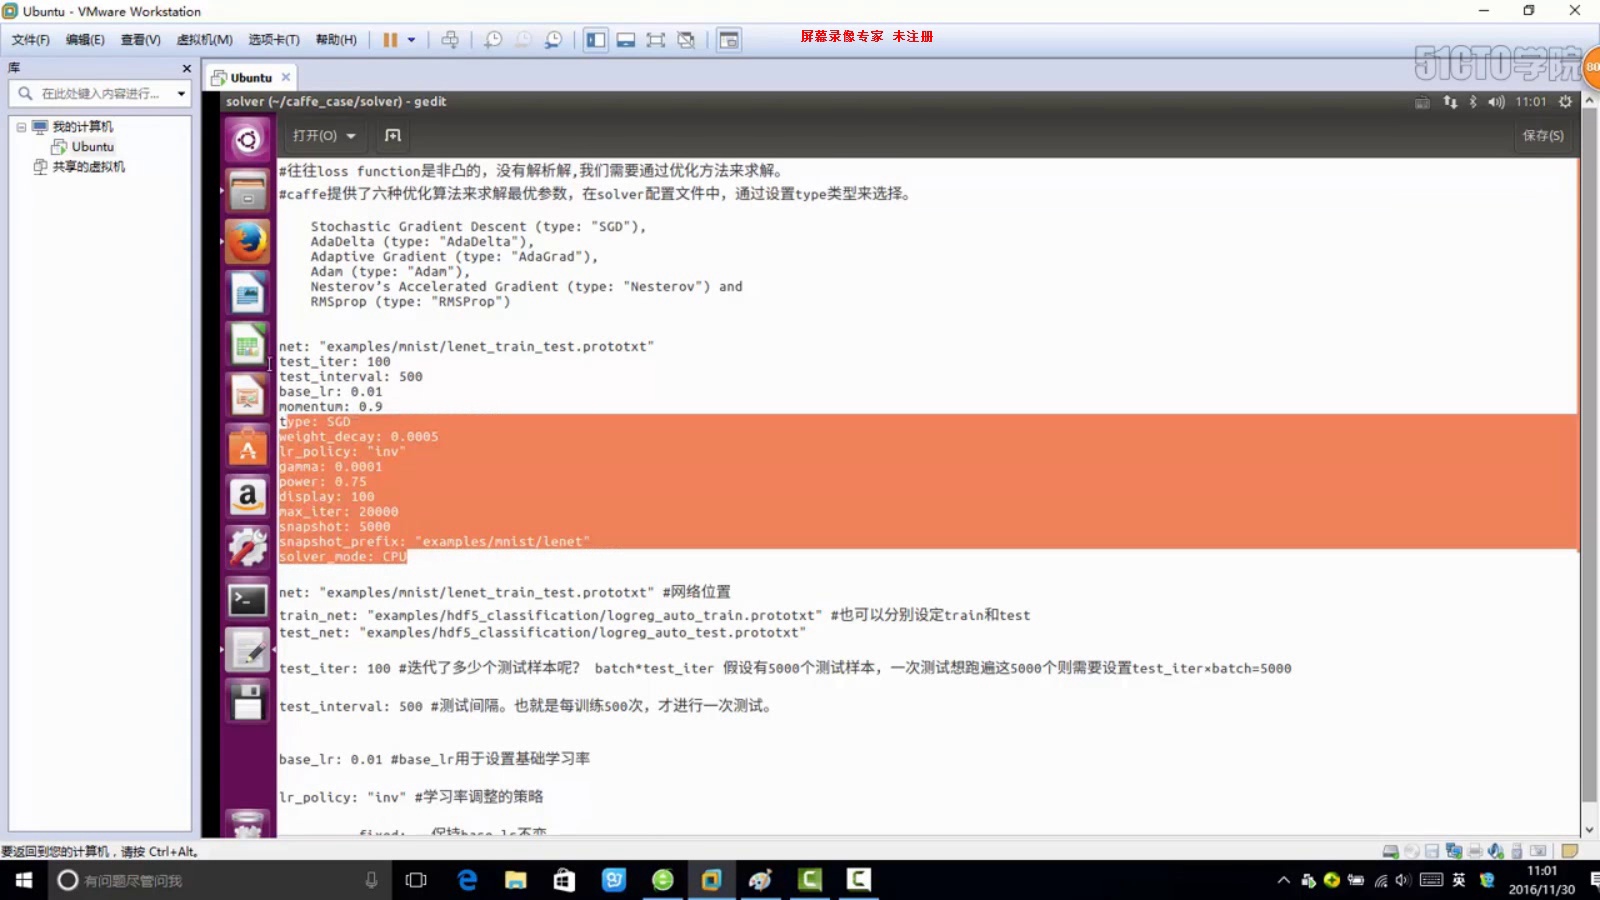 Ubuntu - VMware Workstation
文件(F) 编辑(E) 查看(V) 虚拟机(M) 选项卡(T) 帮助(H)
屏幕录像专家 未注册
51CTO学院
80
库
Ubuntu
在此处键入内容进行...
我的计算机
Ubuntu
共享的虚拟机
solver (~/caffe_case/solver) - gedit
11:01
打开(O)
保存(S)
#往往loss function是非凸的，没有解析解,我们需要通过优化方法来求解。
#caffe提供了六种优化算法来求解最优参数，在solver配置文件中，通过设置type类型来选择。
Stochastic Gradient Descent (type: "SGD"),
AdaDelta (type: "AdaDelta"),
Adaptive Gradient (type: "AdaGrad"),
Adam (type: "Adam"),
Nesterov’s Accelerated Gradient (type: "Nesterov") and
RMSprop (type: "RMSProp")
net: "examples/mnist/lenet_train_test.prototxt"
test_iter: 100
test_interval: 500
base_lr: 0.01
momentum: 0.9
type: SGD
weight_decay: 0.0005
lr_policy: "inv"
gamma: 0.0001
power: 0.75
display: 100
max_iter: 20000
snapshot: 5000
snapshot_prefix: "examples/mnist/lenet"
solver_mode: CPU
net: "examples/mnist/lenet_train_test.prototxt" #网络位置
train_net: "examples/hdf5_classification/logreg_auto_train.prototxt" #也可以分别设定train和test
test_net: "examples/hdf5_classification/logreg_auto_test.prototxt"
test_iter: 100 #迭代了多少个测试样本呢？ batch*test_iter 假设有5000个测试样本，一次测试想跑遍这5000个则需要设置test_iter×batch=5000
test_interval: 500 #测试间隔。也就是每训练500次，才进行一次测试。
base_lr: 0.01 #base_lr用于设置基础学习率
lr_policy: "inv" #学习率调整的策略
fixed: 保持base_lr不变
要返回到您的计算机，请按 Ctrl+Alt。
有问题尽管问我
英
11:01
2016/11/30